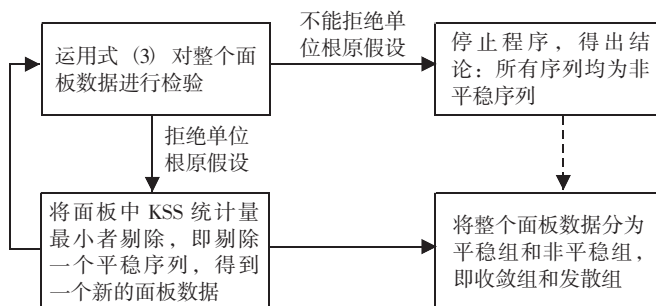 运用式（3）对整个面
板数据进行检验
不能拒绝单
位根原假设
停止程序，得出结
论：所有序列均为非
平稳序列
拒绝单位
根原假设
将面板中 KSS 统计量
最小者剔除，即剔除
一个平稳序列，得到
一个新的面板数据
将整个面板数据分为
平稳组和非平稳组，
即收敛组和发散组